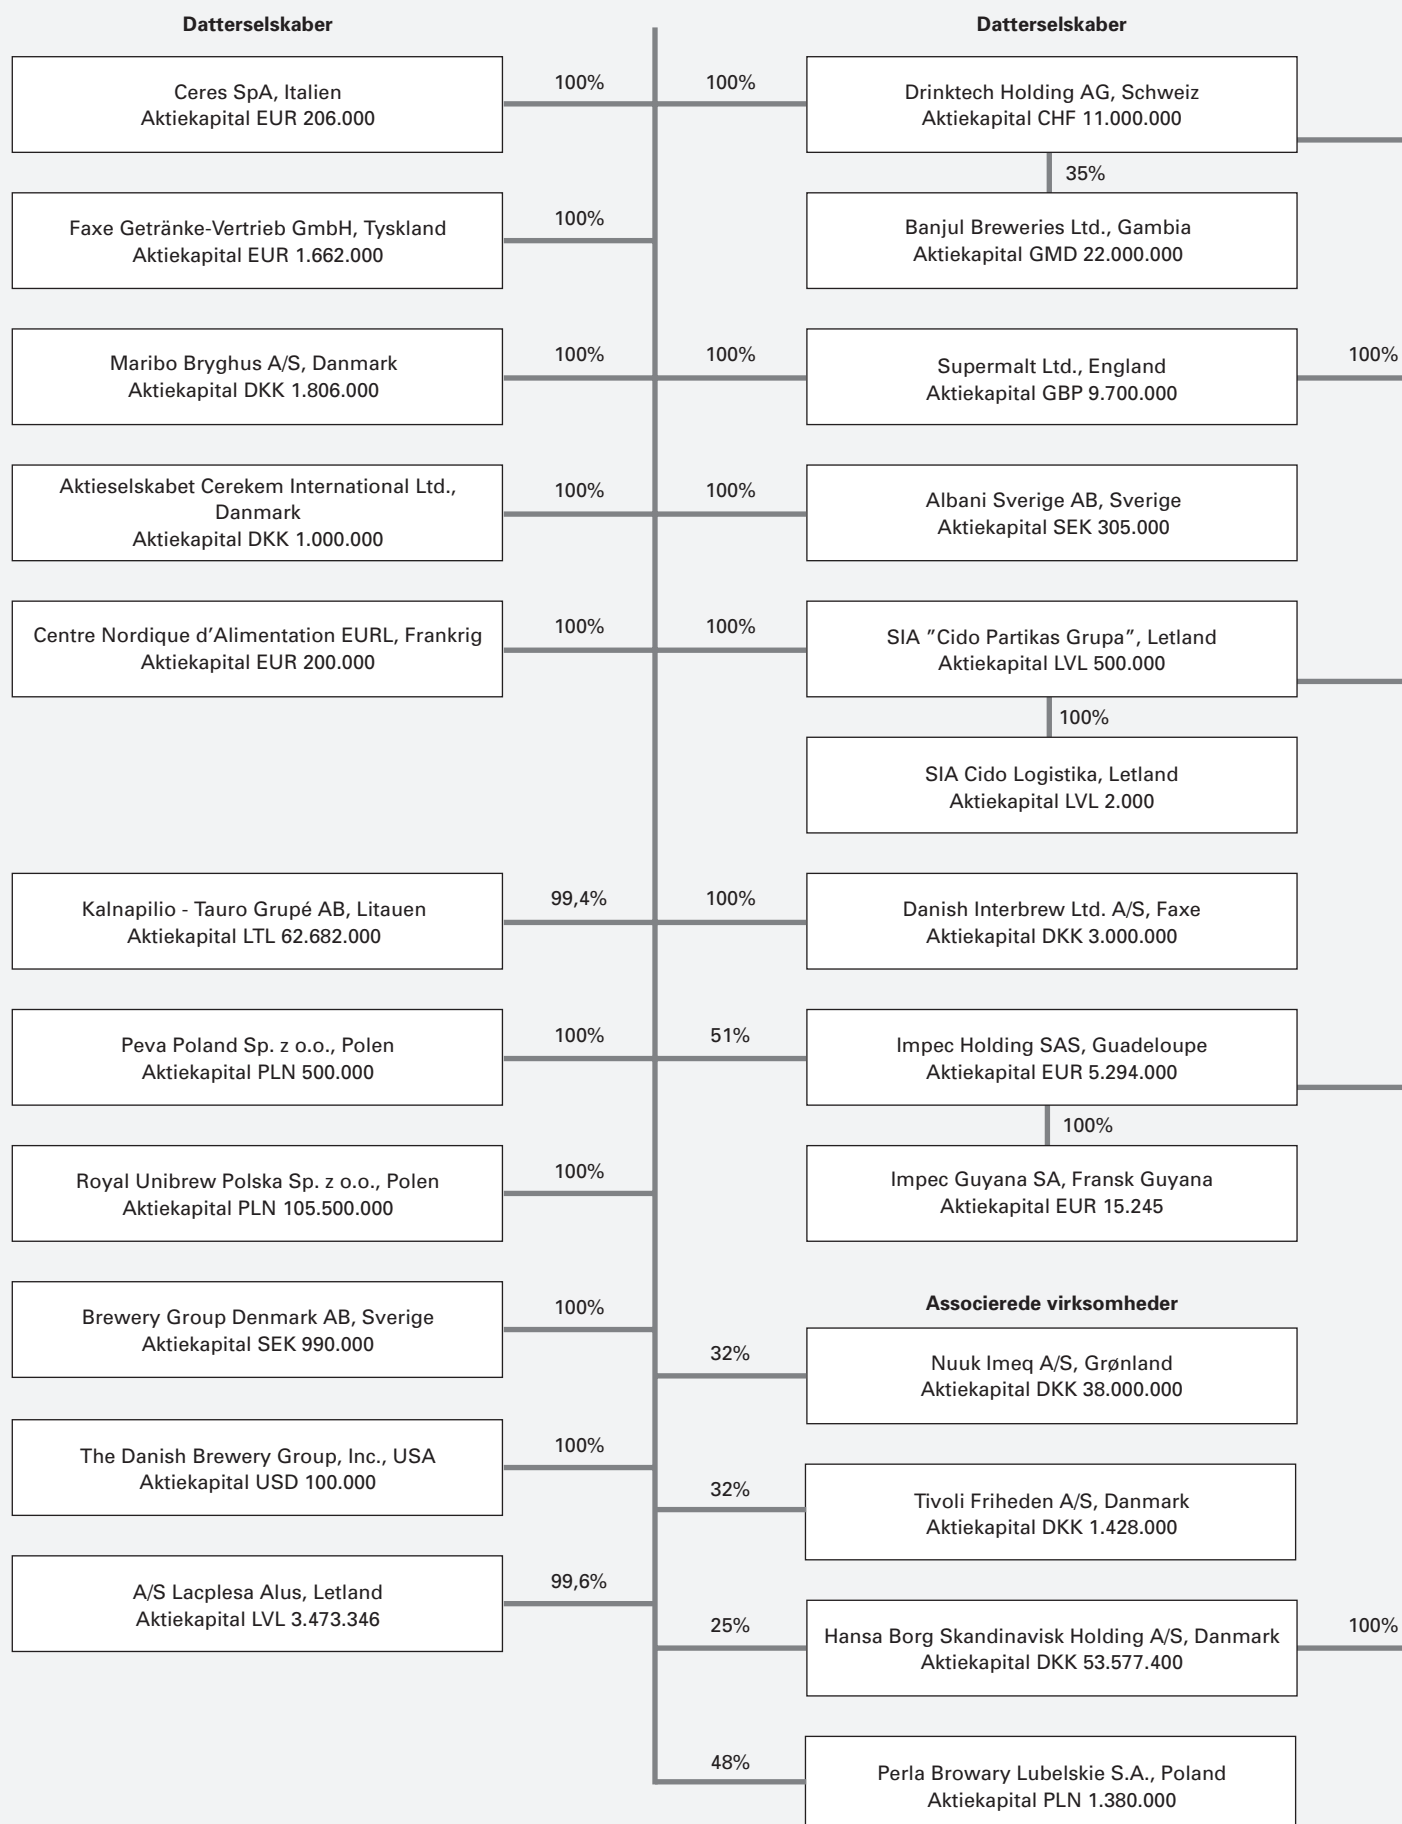 Datterselskaber
Ceres SpA, Italien
Aktiekapital EUR 206.000
100%
Faxe Getränke-Vertrieb GmbH, Tyskland
Aktiekapital EUR 1.662.000
100%
Maribo Bryghus A/S, Danmark
Aktiekapital DKK 1.806.000
100%
Aktieselskabet Cerekem International Ltd.,
Danmark
Aktiekapital DKK 1.000.000
100%
Centre Nordique d’Alimentation EURL, Frankrig
Aktiekapital EUR 200.000
100%
Kalnapilio - Tauro Grupé AB, Litauen
Aktiekapital LTL 62.682.000
99,4%
Peva Poland Sp. z o.o., Polen
Aktiekapital PLN 500.000
100%
Royal Unibrew Polska Sp. z o.o., Polen
Aktiekapital PLN 105.500.000
100%
Brewery Group Denmark AB, Sverige
Aktiekapital SEK 990.000
100%
The Danish Brewery Group, Inc., USA
Aktiekapital USD 100.000
100%
A/S Lacplesa Alus, Letland
Aktiekapital LVL 3.473.346
99,6%
Datterselskaber
100%
Drinktech Holding AG, Schweiz
Aktiekapital CHF 11.000.000
35%
Banjul Breweries Ltd., Gambia
Aktiekapital GMD 22.000.000
100%
Supermalt Ltd., England
Aktiekapital GBP 9.700.000
100%
100%
Albani Sverige AB, Sverige
Aktiekapital SEK 305.000
100%
SIA ”Cido Partikas Grupa”, Letland
Aktiekapital LVL 500.000
100%
SIA Cido Logistika, Letland
Aktiekapital LVL 2.000
100%
Danish Interbrew Ltd. A/S, Faxe
Aktiekapital DKK 3.000.000
51%
Impec Holding SAS, Guadeloupe
Aktiekapital EUR 5.294.000
100%
Impec Guyana SA, Fransk Guyana
Aktiekapital EUR 15.245
Associerede virksomheder
32%
Nuuk Imeq A/S, Grønland
Aktiekapital DKK 38.000.000
32%
Tivoli Friheden A/S, Danmark
Aktiekapital DKK 1.428.000
25%
Hansa Borg Skandinavisk Holding A/S, Danmark
Aktiekapital DKK 53.577.400
100%
48%
Perla Browary Lubelskie S.A., Poland
Aktiekapital PLN 1.380.000